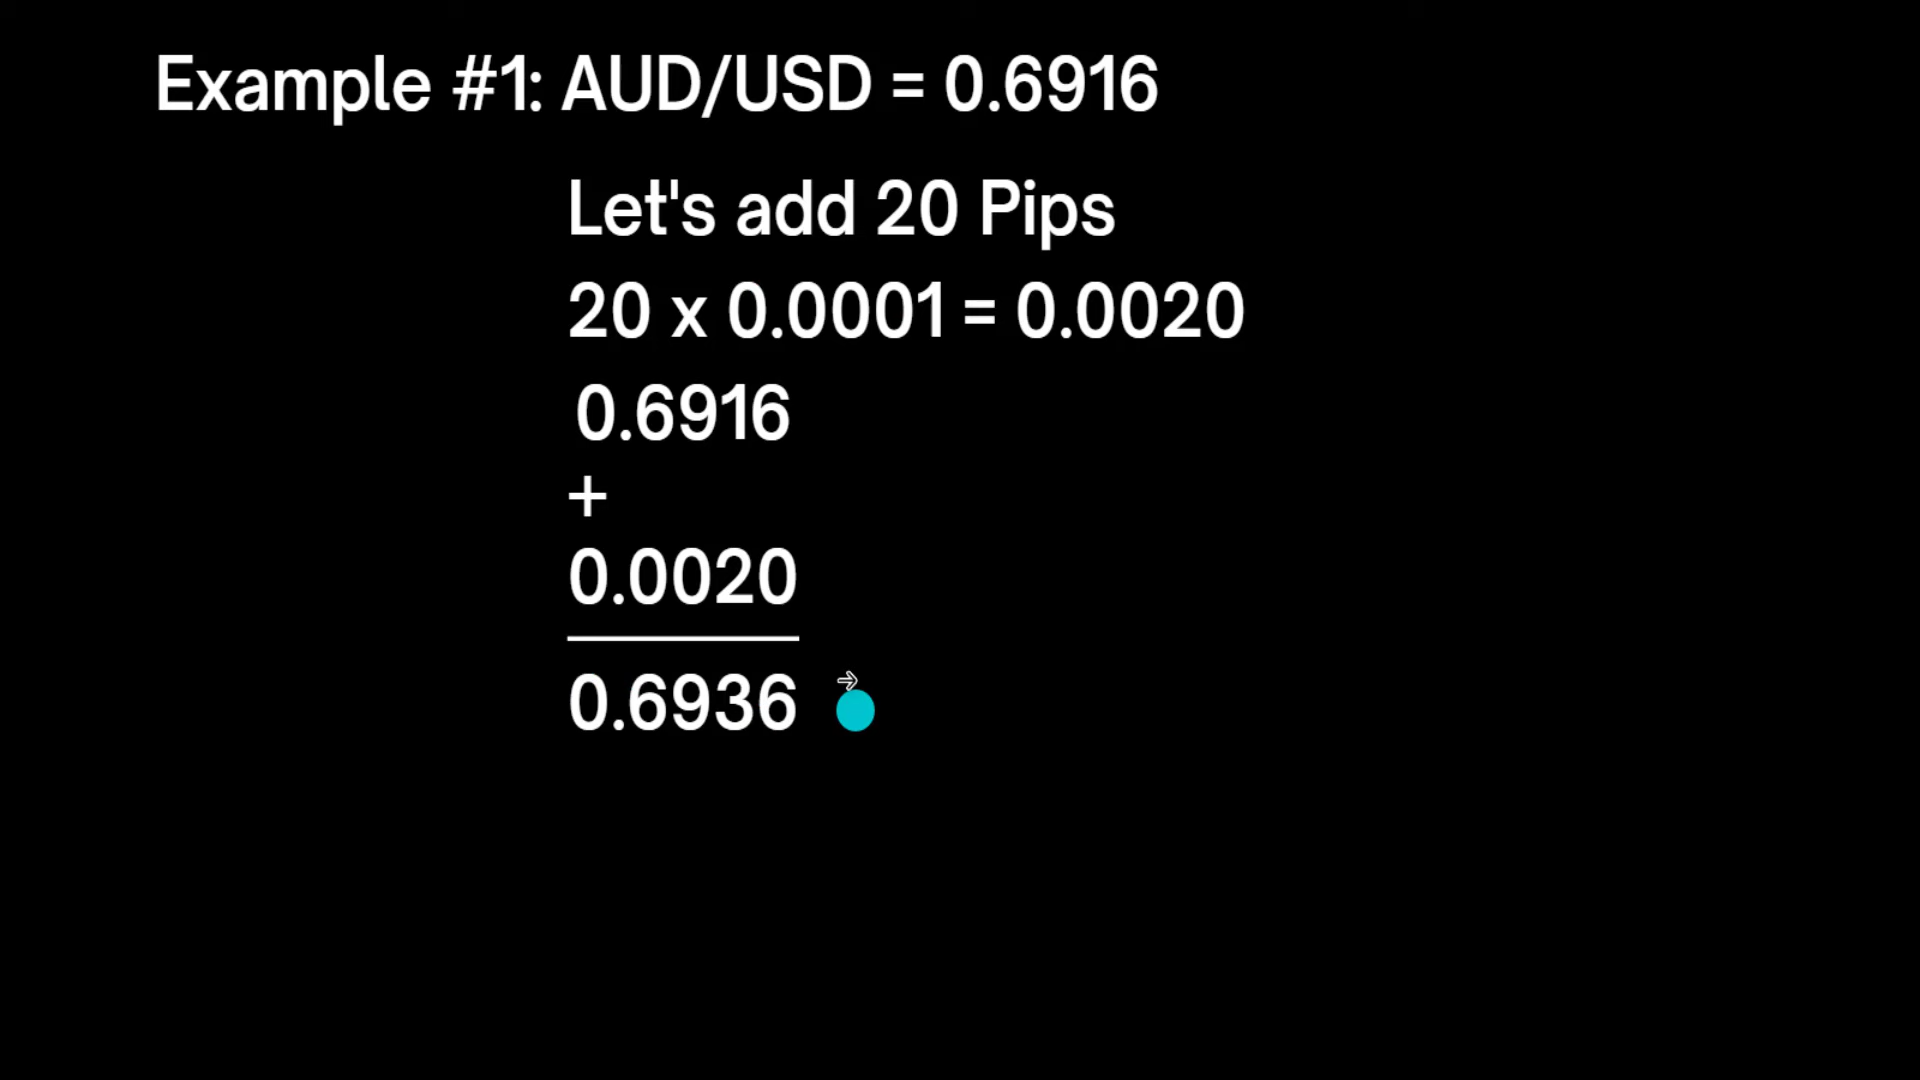 Example #1: AUD/USD = 0.6916
Let's add 20 Pips
20 x 0.0001 = 0.0020
0.6916
+
0.0020
0.6936